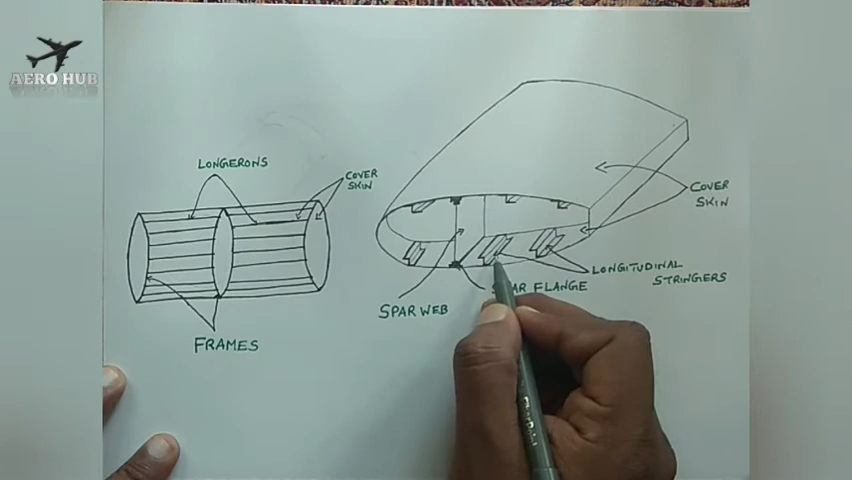 AERO HUB
LONGERONS
COVER
SKIN
FRAMES
COVER
SKIN
LONGITUDINAL
STRINGERS
FLANGE
SPAR WEB